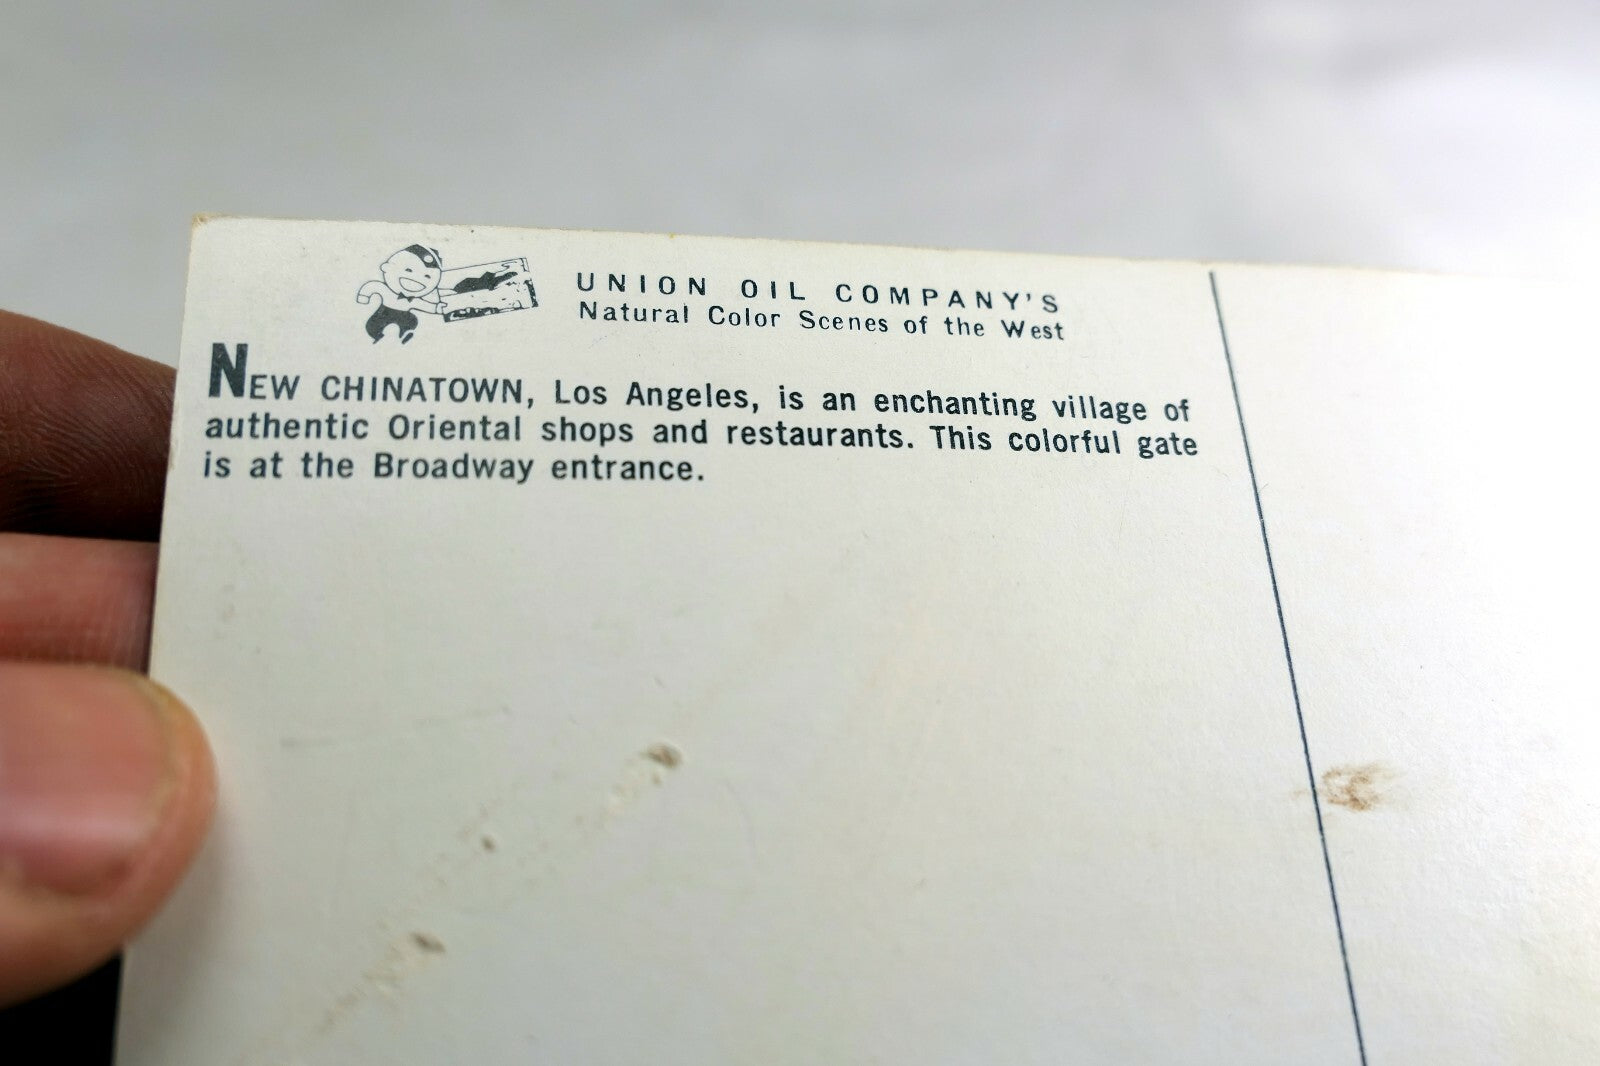 UNION OIL COMPANY'S
Natural Color Scenes of the West
NEW CHINATOWN, Los Angeles, is an enchanting village of
authentic Oriental shops and restaurants. This colorful gate
is at the Broadway entrance.